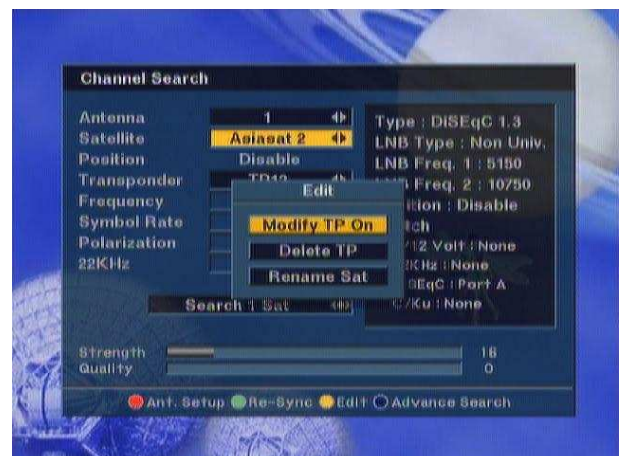 Channel Search
Antenna 1
Satellite Asiasat 2
Position Disable
Transponder TP12
Frequency
Symbol Rate
Polarization
22KHz
Search 1 Sat
Type : DiSEqC 1.3
LNB Type : Non Univ.
LNB Freq. 1 : 5150
Freq. 2 : 10750
: Disable
12 Volt : None
: None
: Port A
/Ku : None
Edit
Modify TP On
Delete TP
Rename Sat
Strength 16
Quality 0
Ant. Setup Re-Sync Edit Advance Search